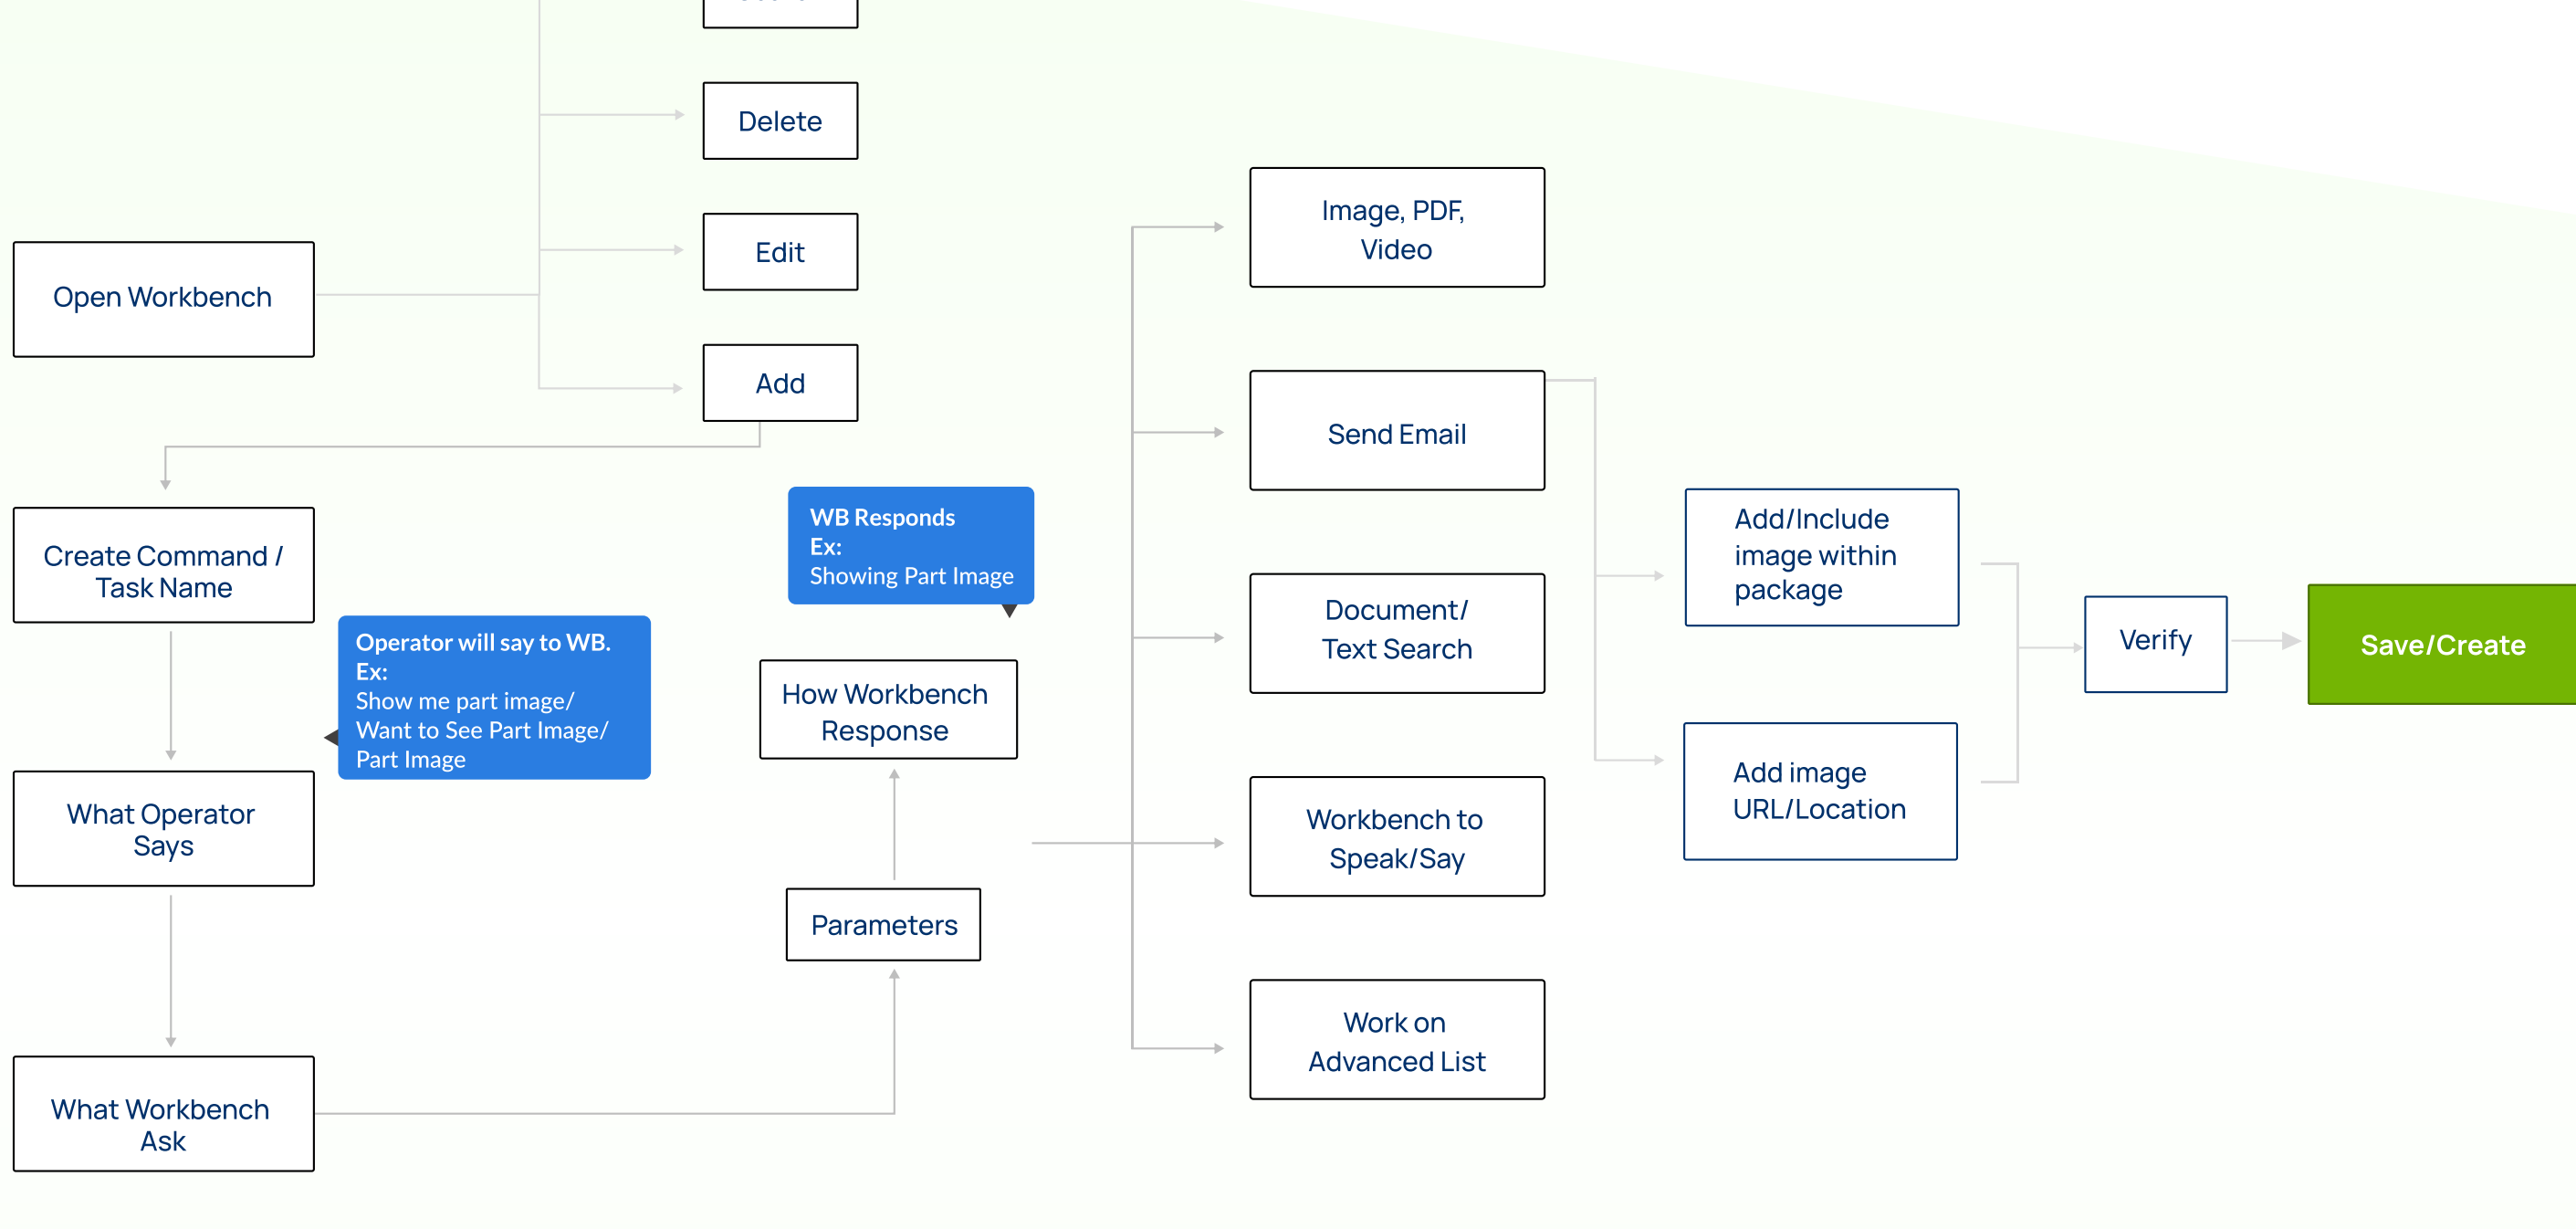 Delete
Edit
Open Workbench
Add
Create Command /
Task Name
Operator will say to WB.
Ex:
Show me part image/
Want to See Part Image/
Part Image
What Operator
Says
What Workbench
Ask
WB Responds
Ex:
Showing Part Image
How Workbench
Response
Parameters
Image, PDF,
Video
Send Email
Document/
Text Search
Workbench to
Speak/Say
Work on
Advanced List
Add/Include
image within
package
Add image
URL/Location
Verify
Save/Create